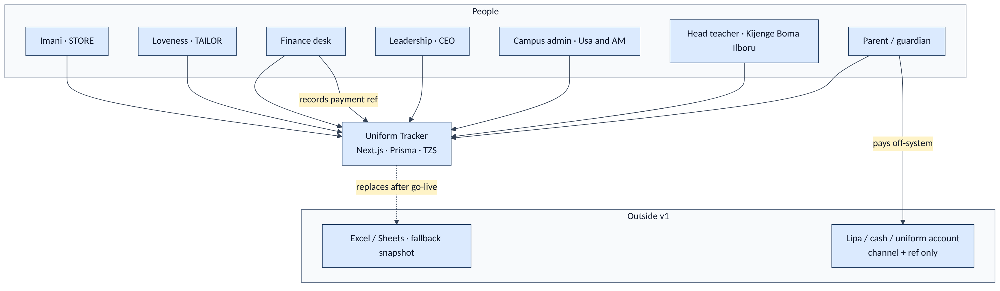 People
Imani · STORE
Loveness · TAILOR
Finance desk
Leadership · CEO
Campus admin · Usa and AM
Head teacher · Kijenge Boma
Ilboru
Parent / guardian
records payment ref
Uniform Tracker
Next.js · Prisma · TZS
pays off-system
replaces after go-live
Outside v1
Excel / Sheets · fallback
snapshot
Lipa / cash / uniform account
channel + ref only